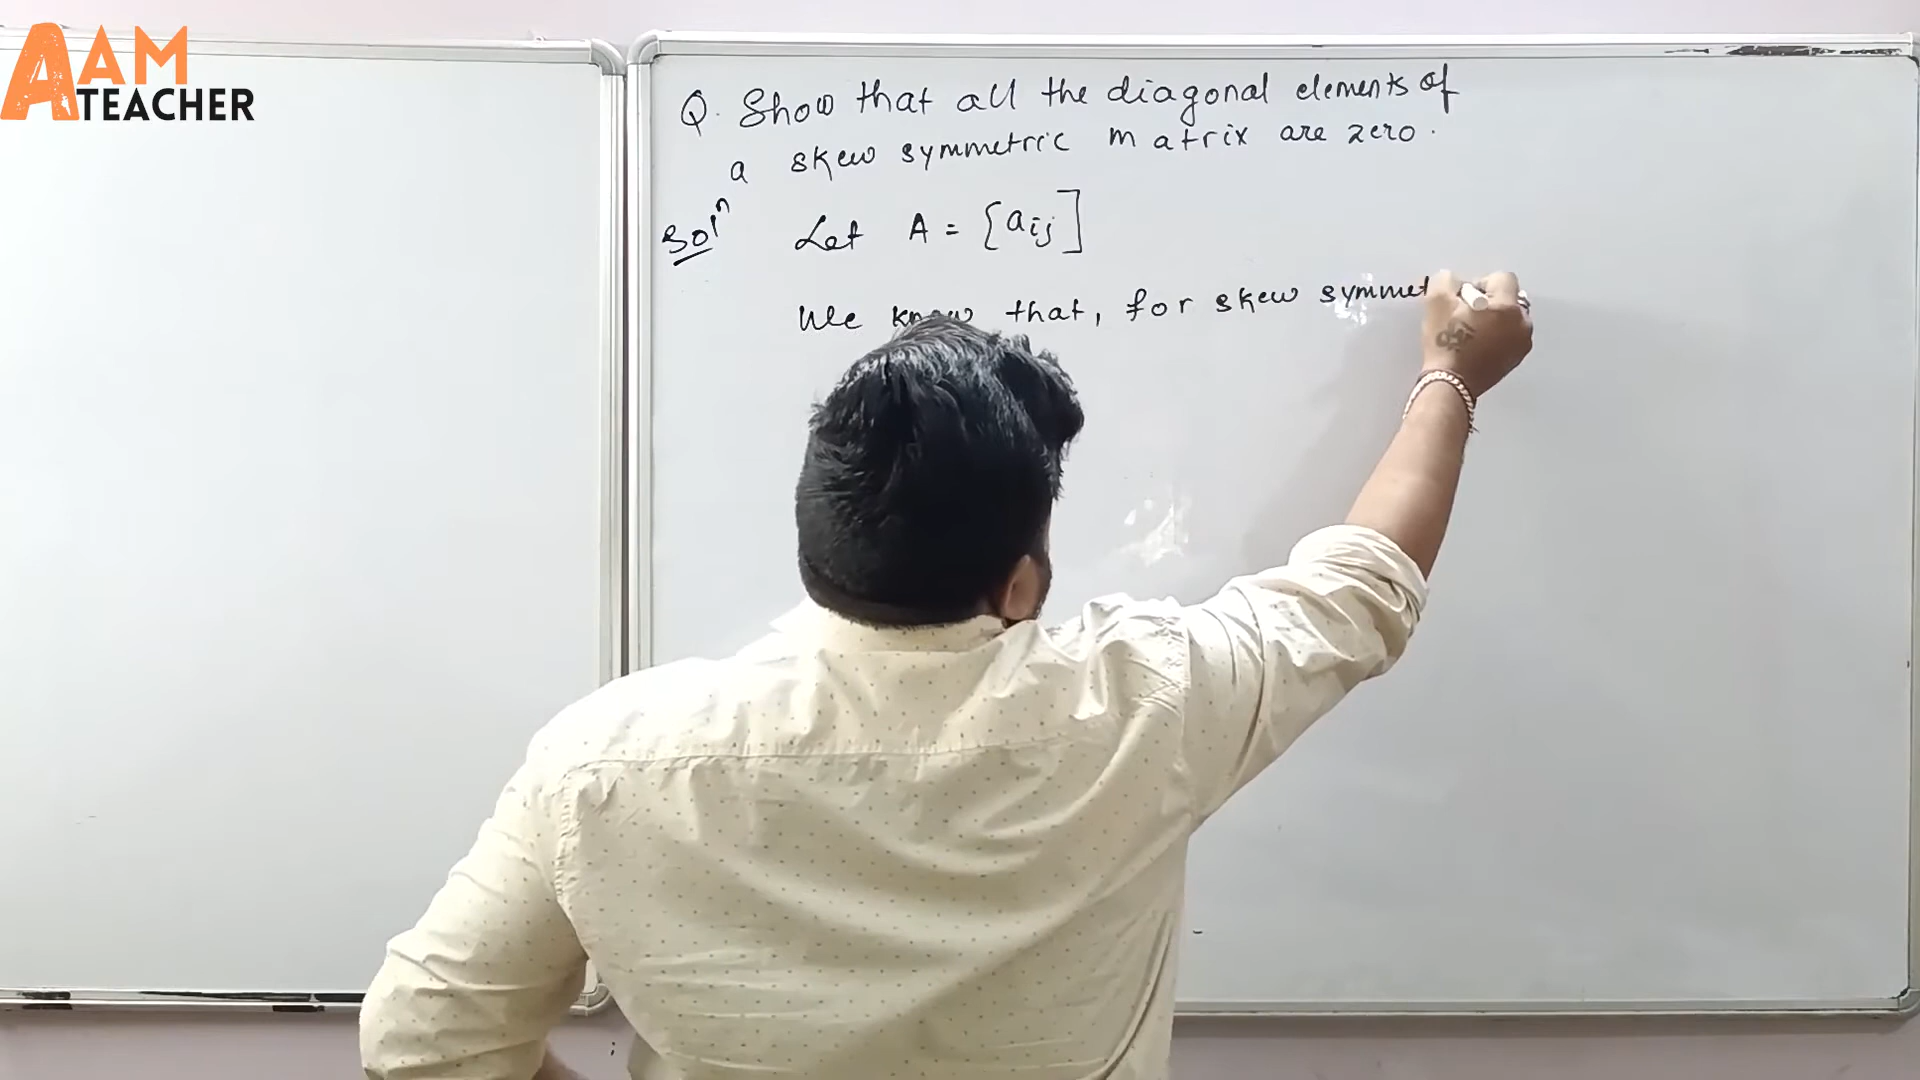 AAM
TEACHER
Q. Show that all the diagonal elements of
a skew symmetric matrix are zero.
Solⁿ Let A = [aij]
We know that, for skew symmet